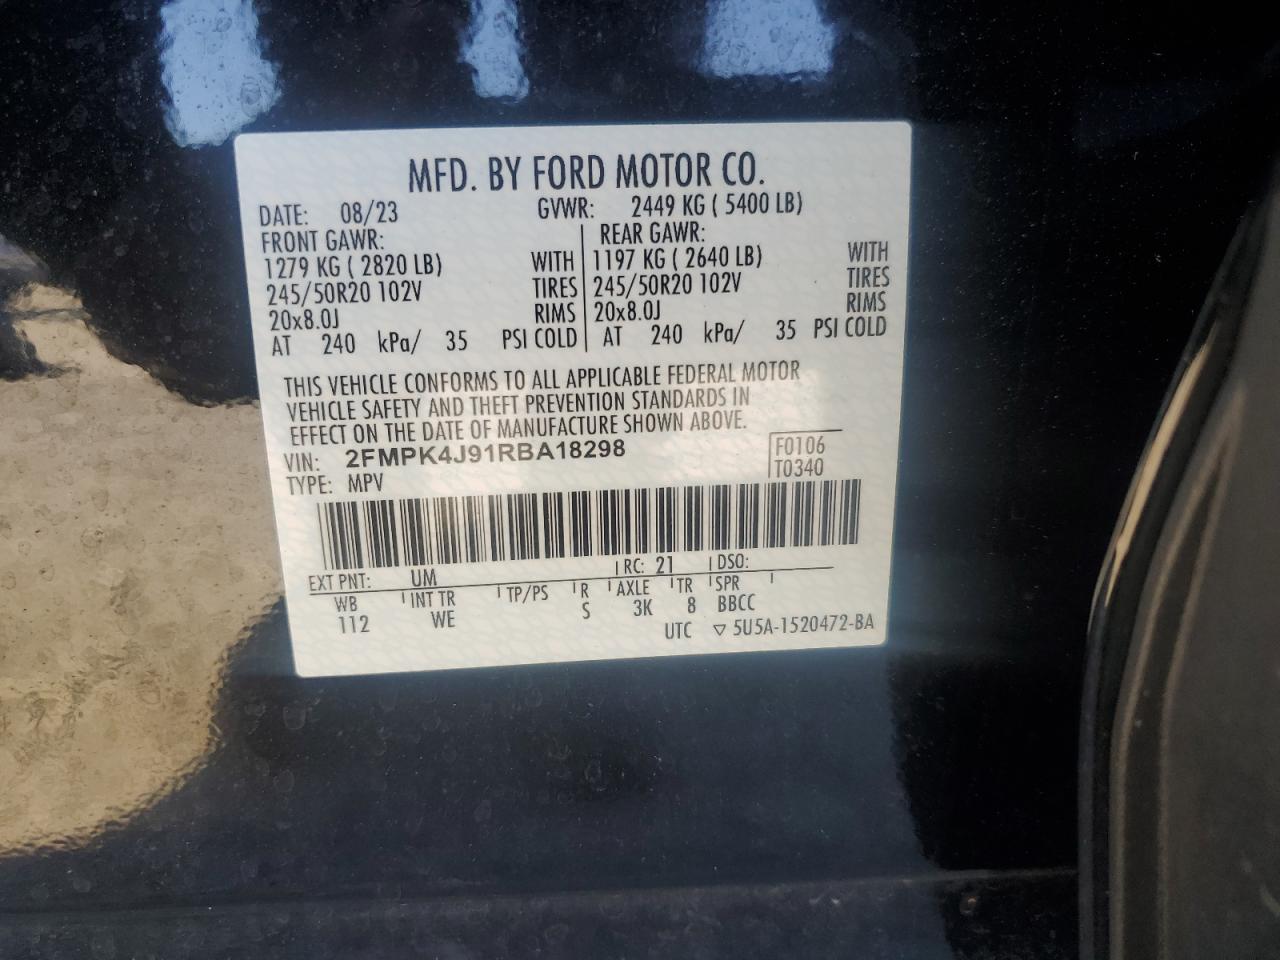 MFD. BY FORD MOTOR CO.
DATE: 08/23 GVWR: 2449 KG ( 5400 LB)
FRONT GAWR: REAR GAWR:
1279 KG ( 2820 LB) WITH 1197 KG ( 2640 LB) WITH
245/50R20 102V TIRES 245/50R20 102V TIRES
20x8.0J RIMS 20x8.0J RIMS
AT 240 kPa/ 35 PSI COLD AT 240 kPa/ 35 PSI COLD
THIS VEHICLE CONFORMS TO ALL APPLICABLE FEDERAL MOTOR
VEHICLE SAFETY AND THEFT PREVENTION STANDARDS IN
EFFECT ON THE DATE OF MANUFACTURE SHOWN ABOVE.
VIN: 2FMPK4J91RBA18298 F0106
TYPE: MPV T0340
EXT PNT: UM RC: 21 DSO:
WB INT TR TP/PS R AXLE TR SPR
112 WE S 3K 8 BBCC
UTC ▽ 5U5A-1520472-BA